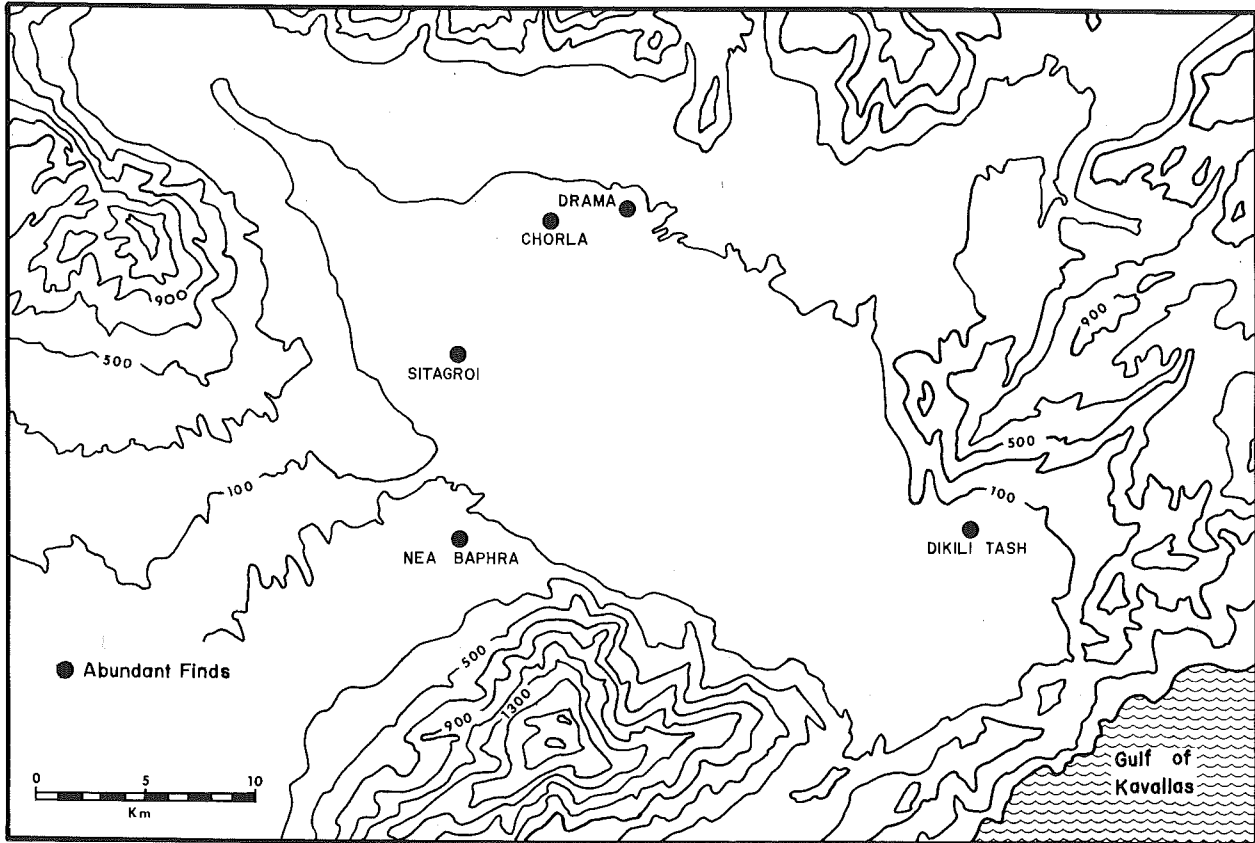 DRAMA
CHORLA
900
500
900
SITAGROI
500
100
100
NEA BAPHRA
DIKILI TASH
500
Abundant Finds
900
1300
0 5 10
Km
Gulf of
Kavallas